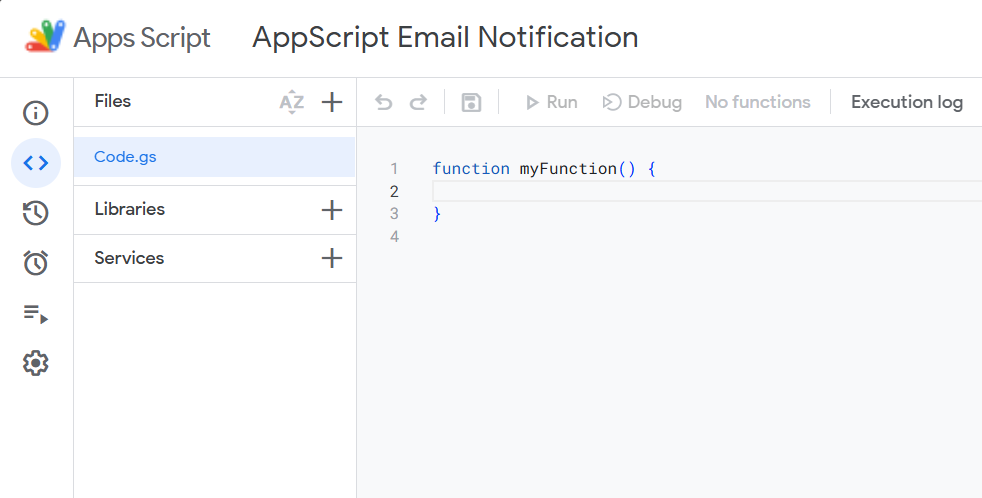 Apps Script AppScript Email Notification
Files AZ
Run Debug No functions Execution log
Code.gs
Libraries
Services
1 function myFunction() {
2
3 }
4